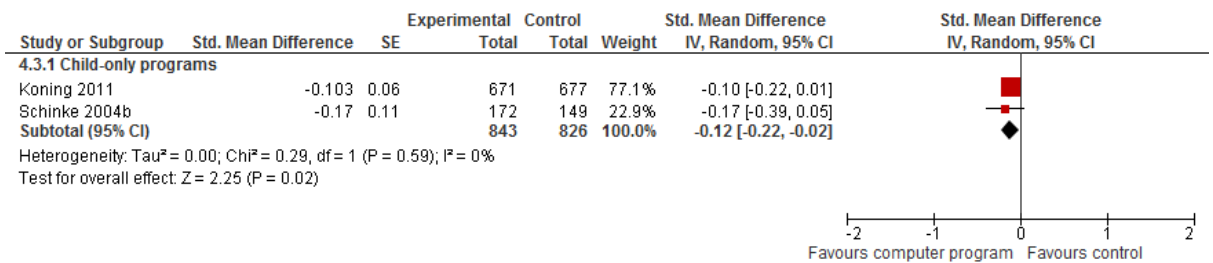 Experimental Control Std. Mean Difference Std. Mean Difference
Study or Subgroup Std. Mean Difference SE Total Total Weight IV, Random, 95% CI IV, Random, 95% CI
4.3.1 Child-only programs
Koning 2011 -0.103 0.06 671 677 77.1% -0.10 [-0.22, 0.01]
Schinke 2004b -0.17 0.11 172 149 22.9% -0.17 [-0.39, 0.05]
Subtotal (95% CI) 843 826 100.0% -0.12 [-0.22, -0.02]
Heterogeneity: Tau² = 0.00; Chi² = 0.29, df = 1 (P = 0.59); I² = 0%
Test for overall effect: Z = 2.25 (P = 0.02)
-2 -1 0 1 2
Favours computer program Favours control